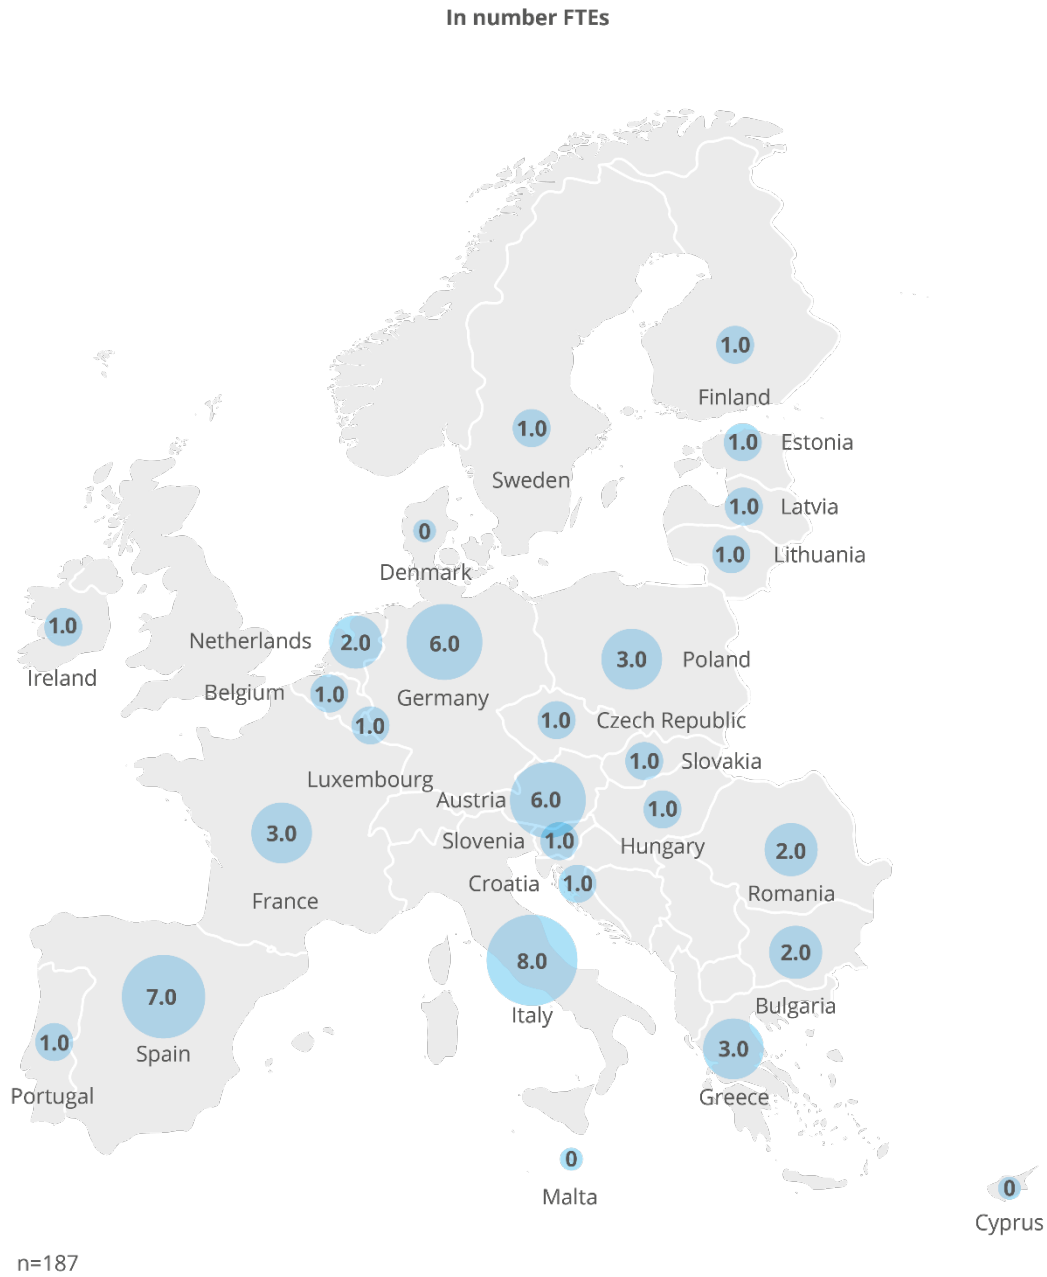 In number FTEs
1.0
Finland
1.0
Sweden
1.0 Estonia
1.0 Latvia
0
Denmark
1.0 Lithuania
1.0
Ireland
Netherlands 2.0
6.0
Germany
3.0 Poland
Belgium 1.0
1.0
Luxembourg
1.0 Czech Republic
1.0 Slovakia
Austria 6.0
1.0
Hungary
3.0
France
Slovenia 1.0
2.0
Romania
Croatia 1.0
8.0
Italy
2.0
Bulgaria
7.0
Spain
1.0
Portugal
3.0
Greece
0
Malta
0
Cyprus
n=187